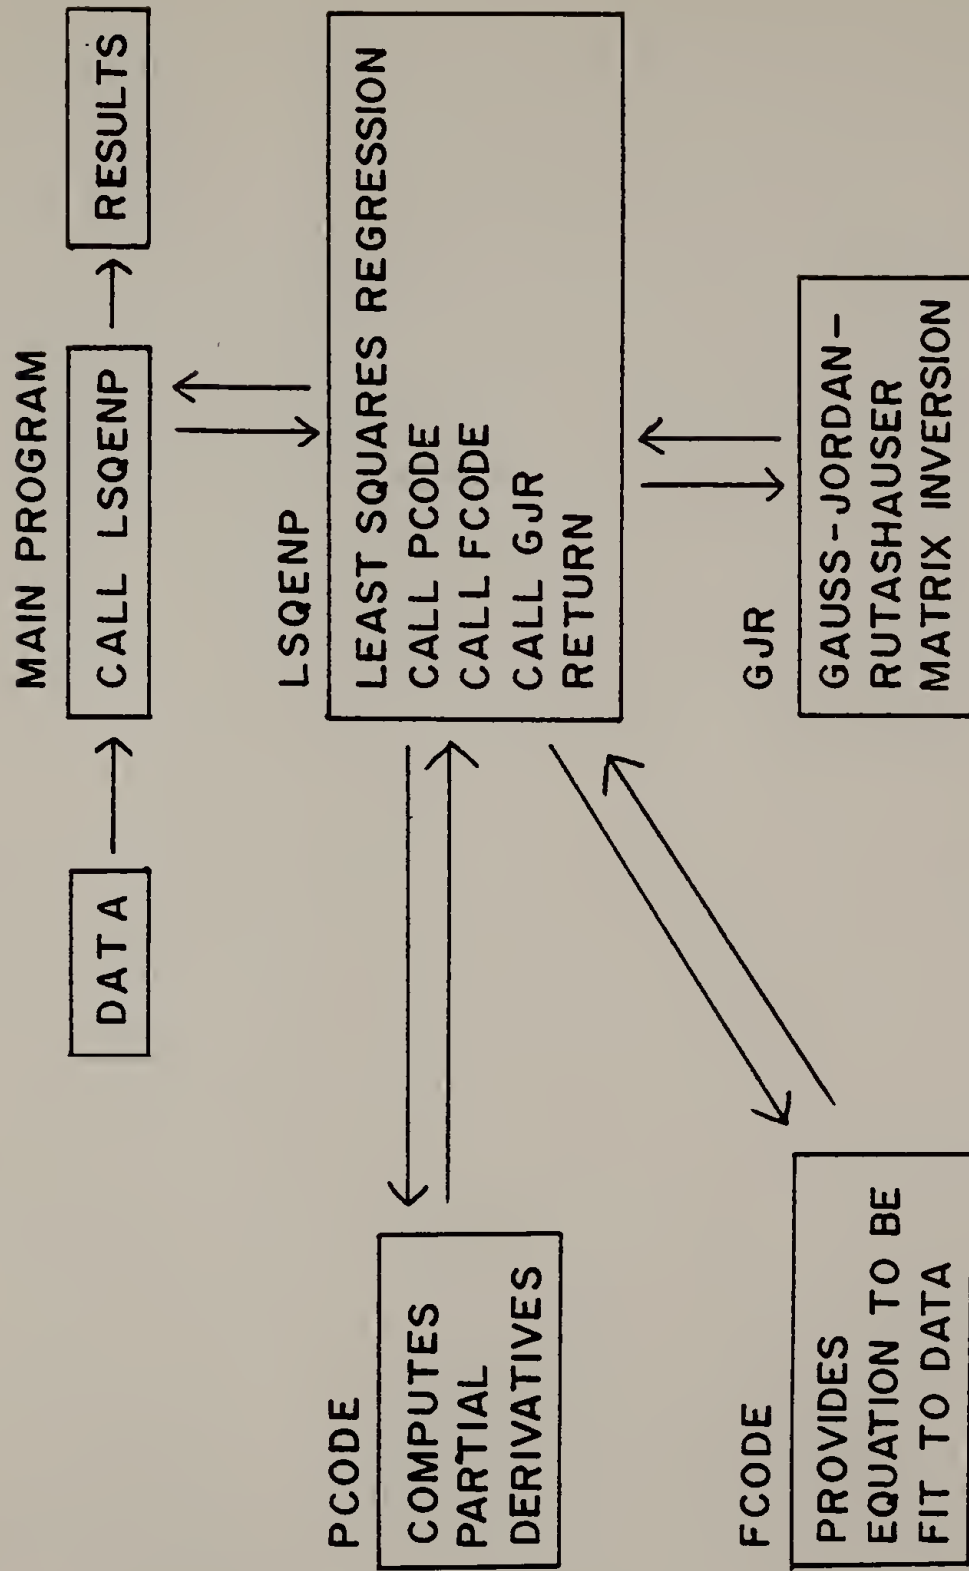 MAIN PROGRAM
DATA
CALL LSQENP
RESULTS
LSQENP
LEAST SQUARES REGRESSION
CALL PCODE
CALL FCODE
CALL GJR
RETURN
PCODE
COMPUTES
PARTIAL
DERIVATIVES
FCODE
PROVIDES
EQUATION TO BE
FIT TO DATA
GJR
GAUSS-JORDAN-
RUTASHAUSER
MATRIX INVERSION